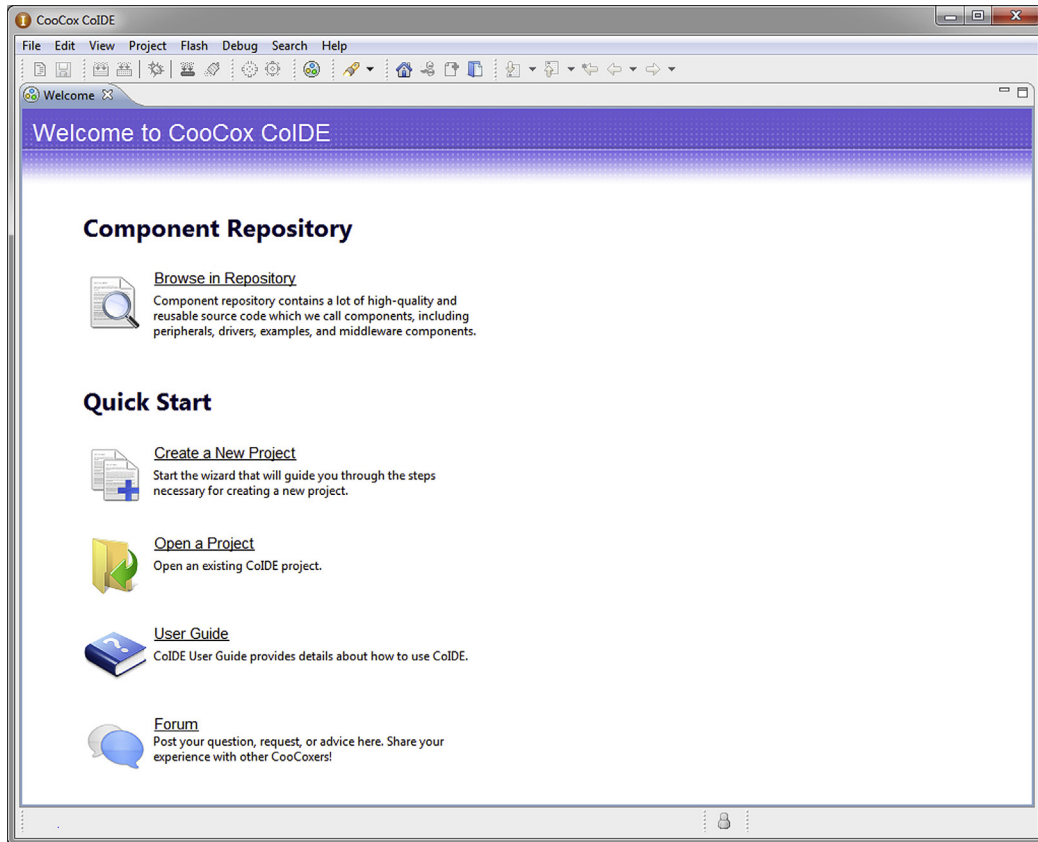 CooCox CoIDE
File Edit View Project Flash Debug Search Help
Welcome
Welcome to CooCox CoIDE
Component Repository
Browse in Repository
Component repository contains a lot of high-quality and
reusable source code which we call components, including
peripherals, drivers, examples, and middleware components.
Quick Start
Create a New Project
Start the wizard that will guide you through the steps
necessary for creating a new project.
Open a Project
Open an existing CoIDE project.
User Guide
CoIDE User Guide provides details about how to use CoIDE.
Forum
Post your question, request, or advice here. Share your
experience with other CooCoxers!